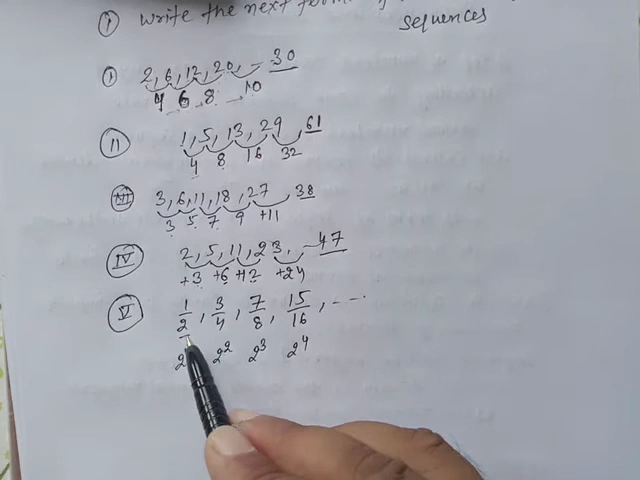 ① Write the next term
sequences
① 2, 6, 12, 20, — 30
4 6 8 → 10
II 1, 5, 13, 29, 61
4 8 16 32
III 3, 6, 11, 18, 27, 38
3 5 7 9 +11
IV 2, 5, 11, 23, — 47
+3 +6 +12 +24
V 1/2, 3/4, 7/8, 15/16, ---
2 2² 2³ 2⁴